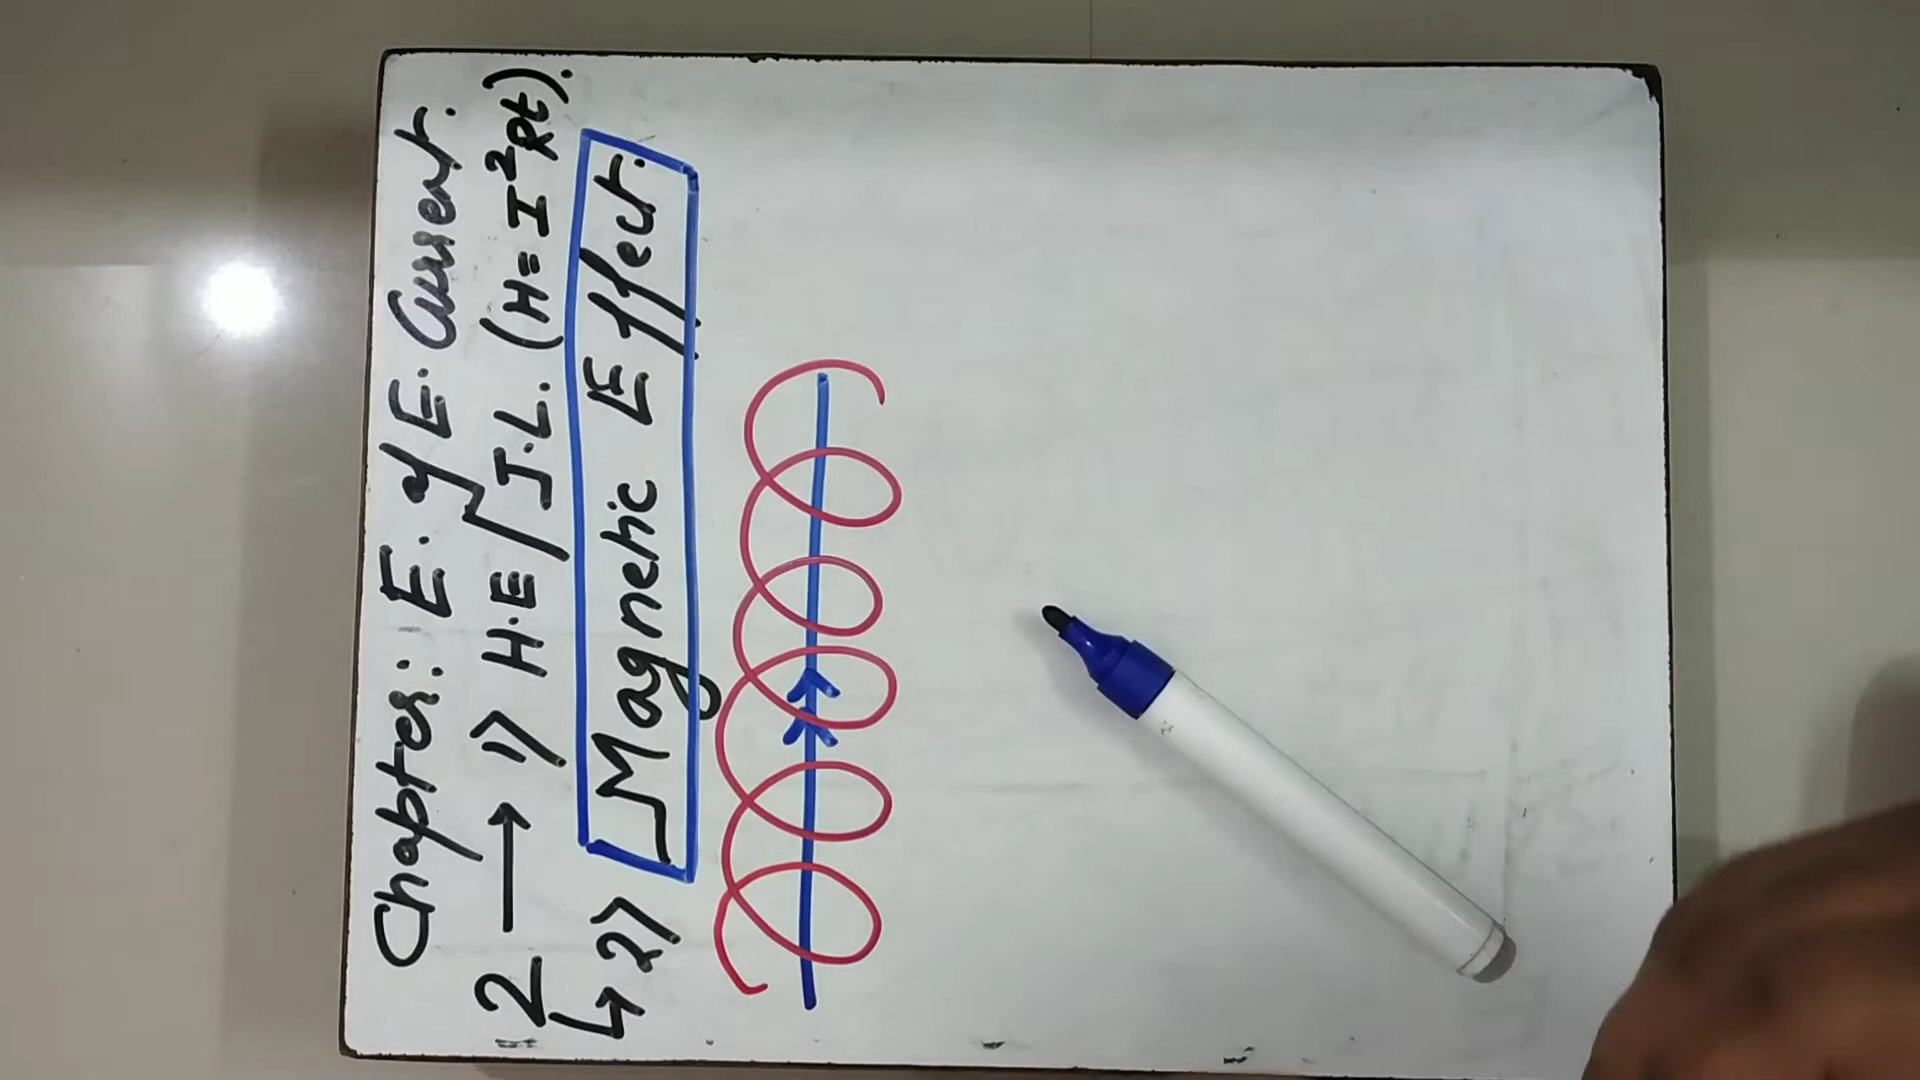 Chapter:: E. of E. Current.
2 → 1) H.E / J.L. (H = I²Rt).
↳ 2) Magnetic Effect.